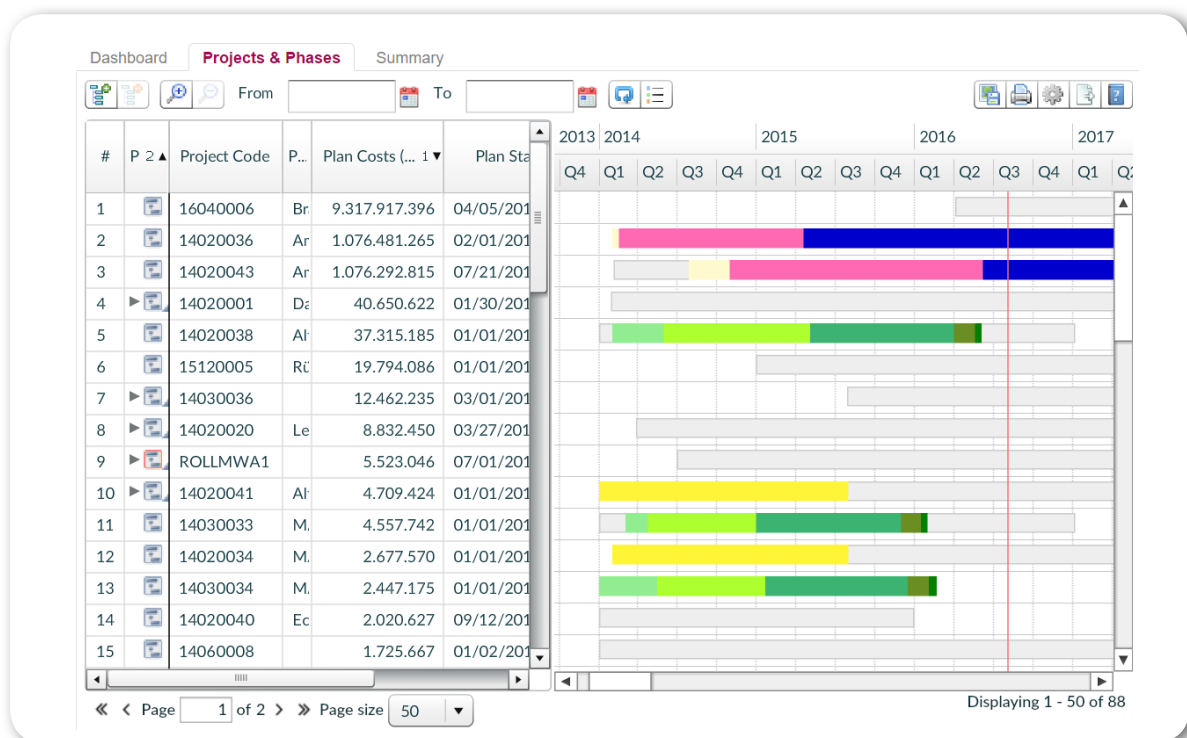 Dashboard Projects & Phases Summary
From To
# P 2 Project Code P... Plan Costs (... 1 Plan Sta
2013 2014 2015 2016 2017
Q4 Q1 Q2 Q3 Q4 Q1 Q2 Q3 Q4 Q1 Q2 Q3 Q4 Q1 Q2
1 16040006 Br 9.317.917.396 04/05/201
2 14020036 Ar 1.076.481.265 02/01/201
3 14020043 Ar 1.076.292.815 07/21/201
4 14020001 Da 40.650.622 01/30/201
5 14020038 Al 37.315.185 01/01/201
6 15120005 Rü 19.794.086 01/01/201
7 14030036 12.462.235 03/01/201
8 14020020 Le 8.832.450 03/27/201
9 ROLLMWA1 5.523.046 07/01/201
10 14020041 Al 4.709.424 01/01/201
11 14030033 M. 4.557.742 01/01/201
12 14020034 M. 2.677.570 01/01/201
13 14030034 M. 2.447.175 01/01/201
14 14020040 Ec 2.020.627 09/12/201
15 14060008 1.725.667 01/02/201
Page 1 of 2 Page size 50
Displaying 1 - 50 of 88